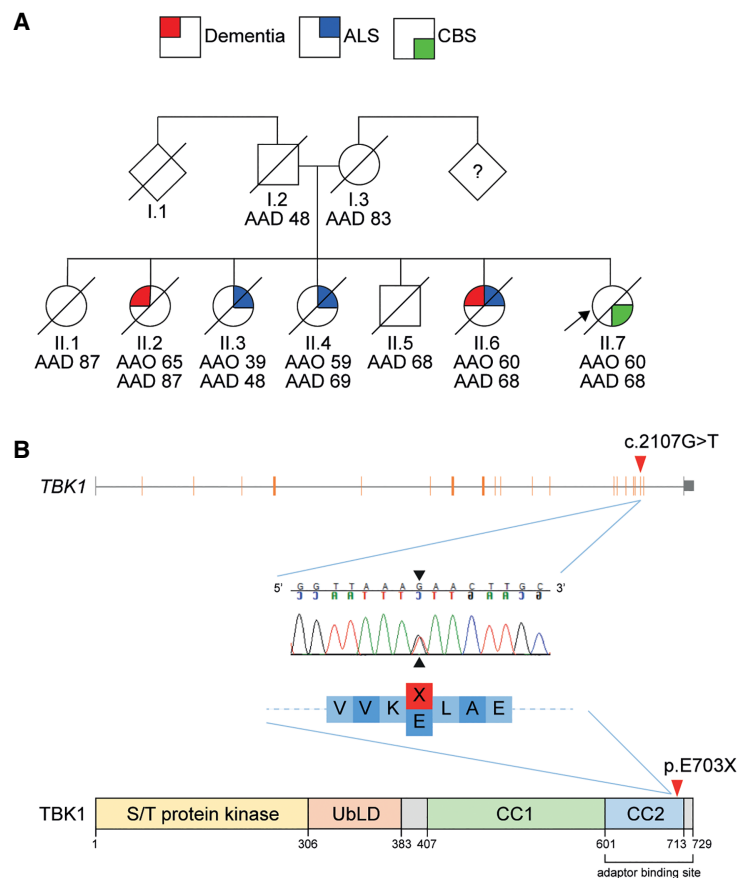 A
Dementia ALS CBS
?
I.1
I.2 I.3
AAD 48 AAD 83
II.1 II.2 II.3 II.4 II.5 II.6 II.7
AAD 87 AAO 65 AAO 39 AAO 59 AAD 68 AAO 60 AAO 60
AAD 87 AAD 48 AAD 69 AAD 68 AAD 68
B
c.2107G>T
TBK1
5' G G T T A A A G A A C T T G C 3'
X
V V K E L A E
p.E703X
TBK1 S/T protein kinase UbLD CC1 CC2
1 306 383 407 601 713 729
adaptor binding site